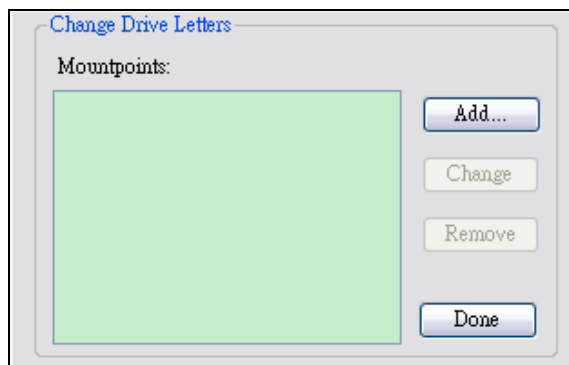 Change Drive Letters
Mountpoints:
Add...
Change
Remove
Done